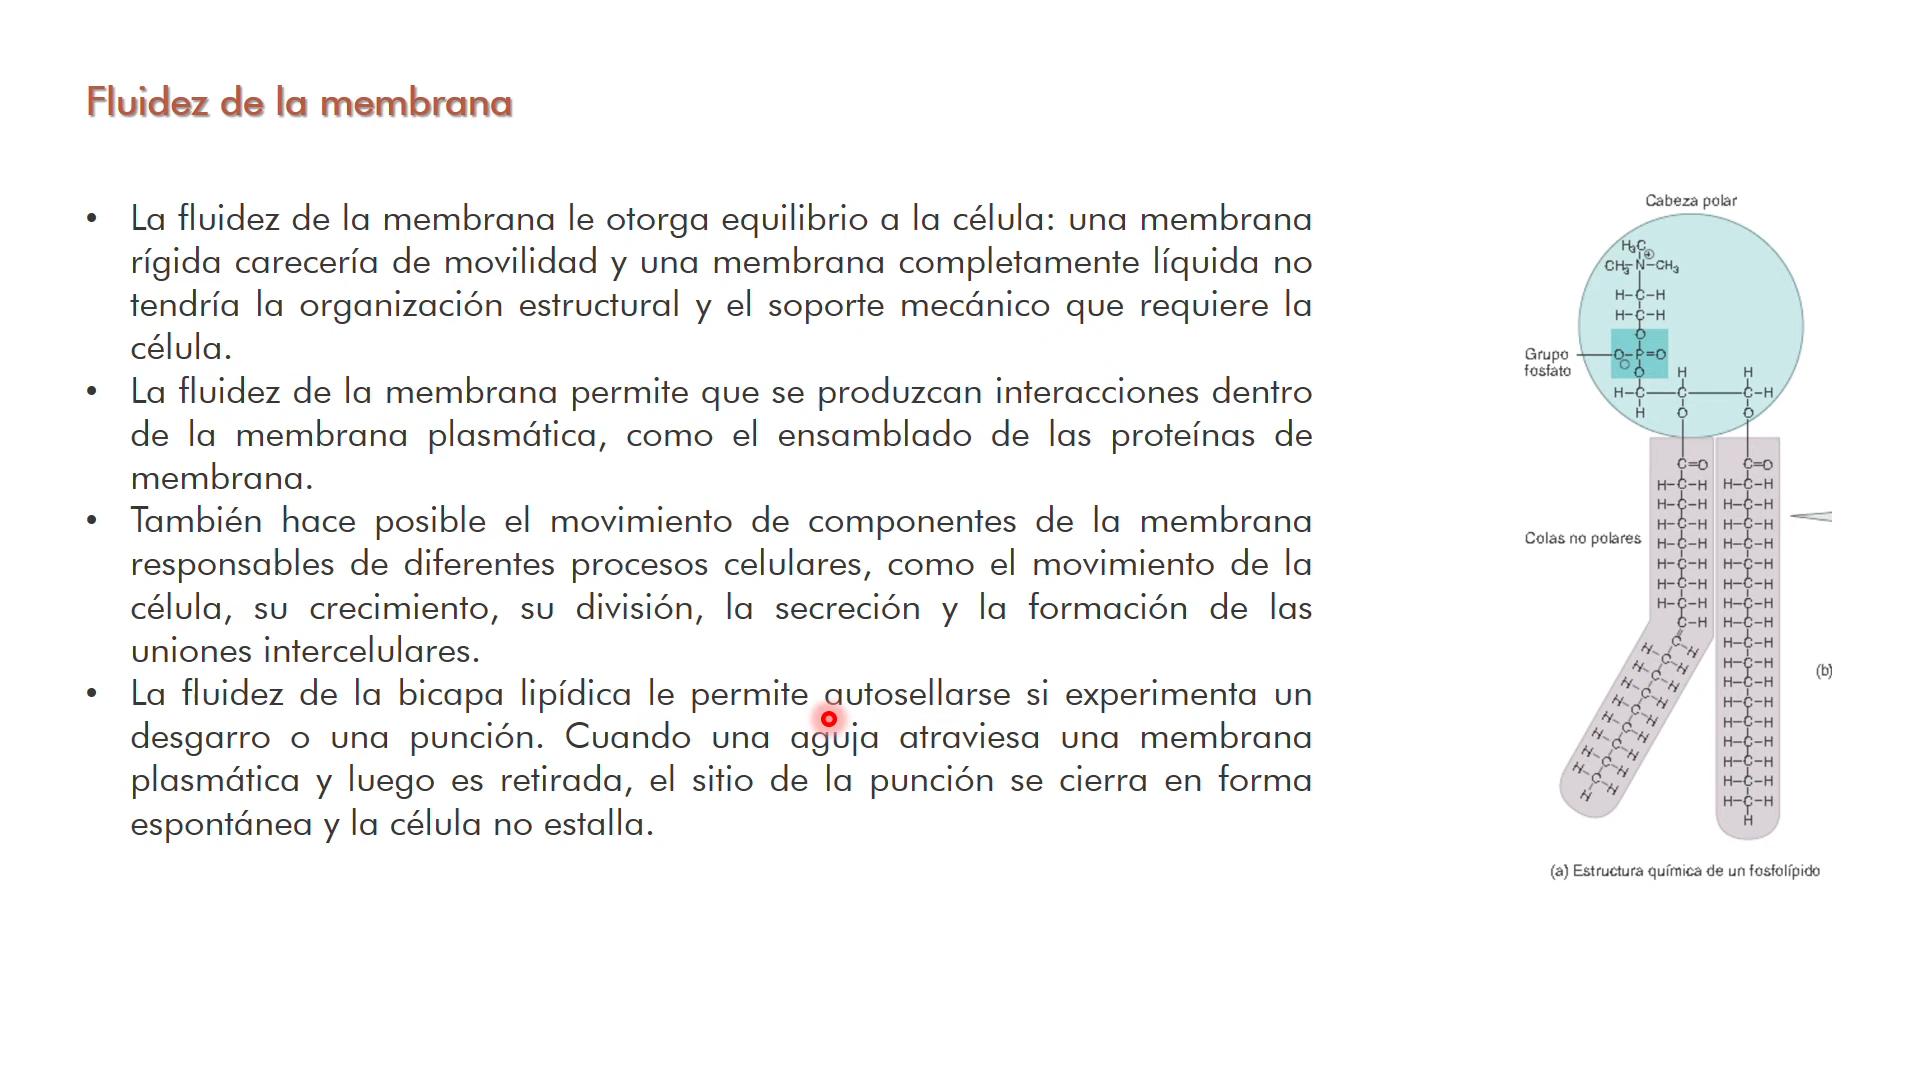 Fluidez de la membrana
• La fluidez de la membrana le otorga equilibrio a la célula: una membrana
rígida carecería de movilidad y una membrana completamente líquida no
tendría la organización estructural y el soporte mecánico que requiere la
célula.
• La fluidez de la membrana permite que se produzcan interacciones dentro
de la membrana plasmática, como el ensamblado de las proteínas de
membrana.
• También hace posible el movimiento de componentes de la membrana
responsables de diferentes procesos celulares, como el movimiento de la
célula, su crecimiento, su división, la secreción y la formación de las
uniones intercelulares.
• La fluidez de la bicapa lipídica le permite autosellarse si experimenta un
desgarro o una punción. Cuando una aguja atraviesa una membrana
plasmática y luego es retirada, el sitio de la punción se cierra en forma
espontánea y la célula no estalla.
Cabeza polar
Grupo
fosfato
Colas no polares
(b)
(a) Estructura química de un fosfolípido